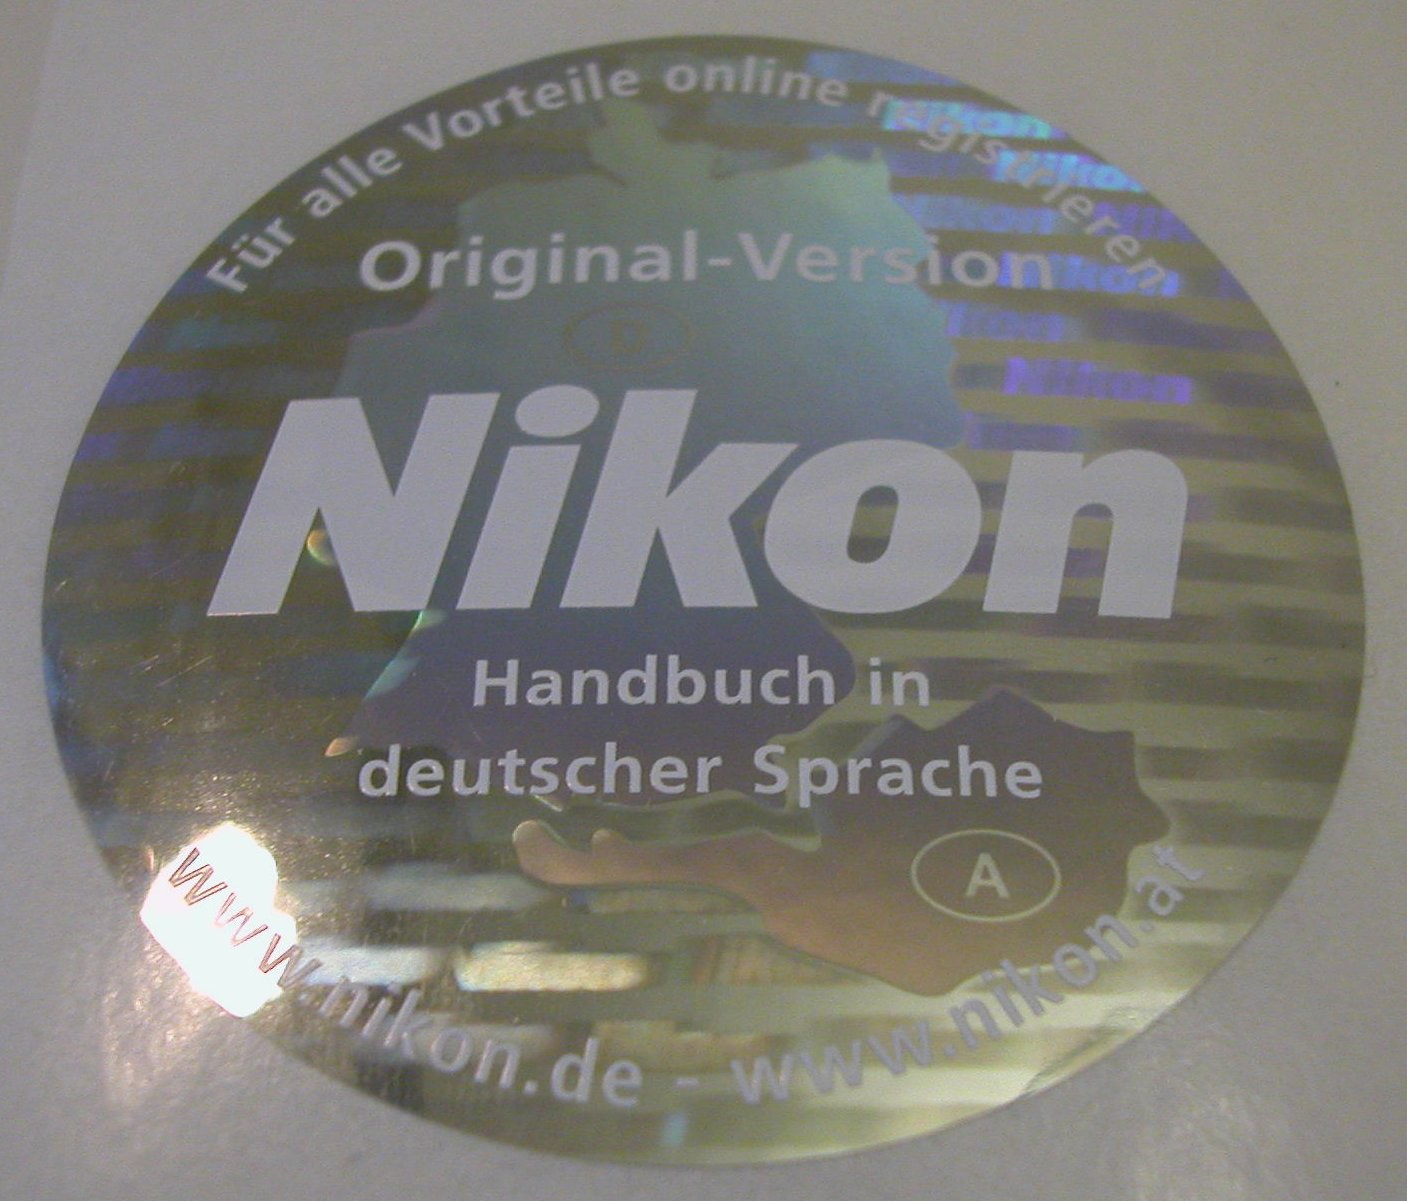 Für alle Vorteile online registrieren
Original-Version
D
Nikon
Handbuch in
deutscher Sprache
A
www.nikon.de - www.nikon.at